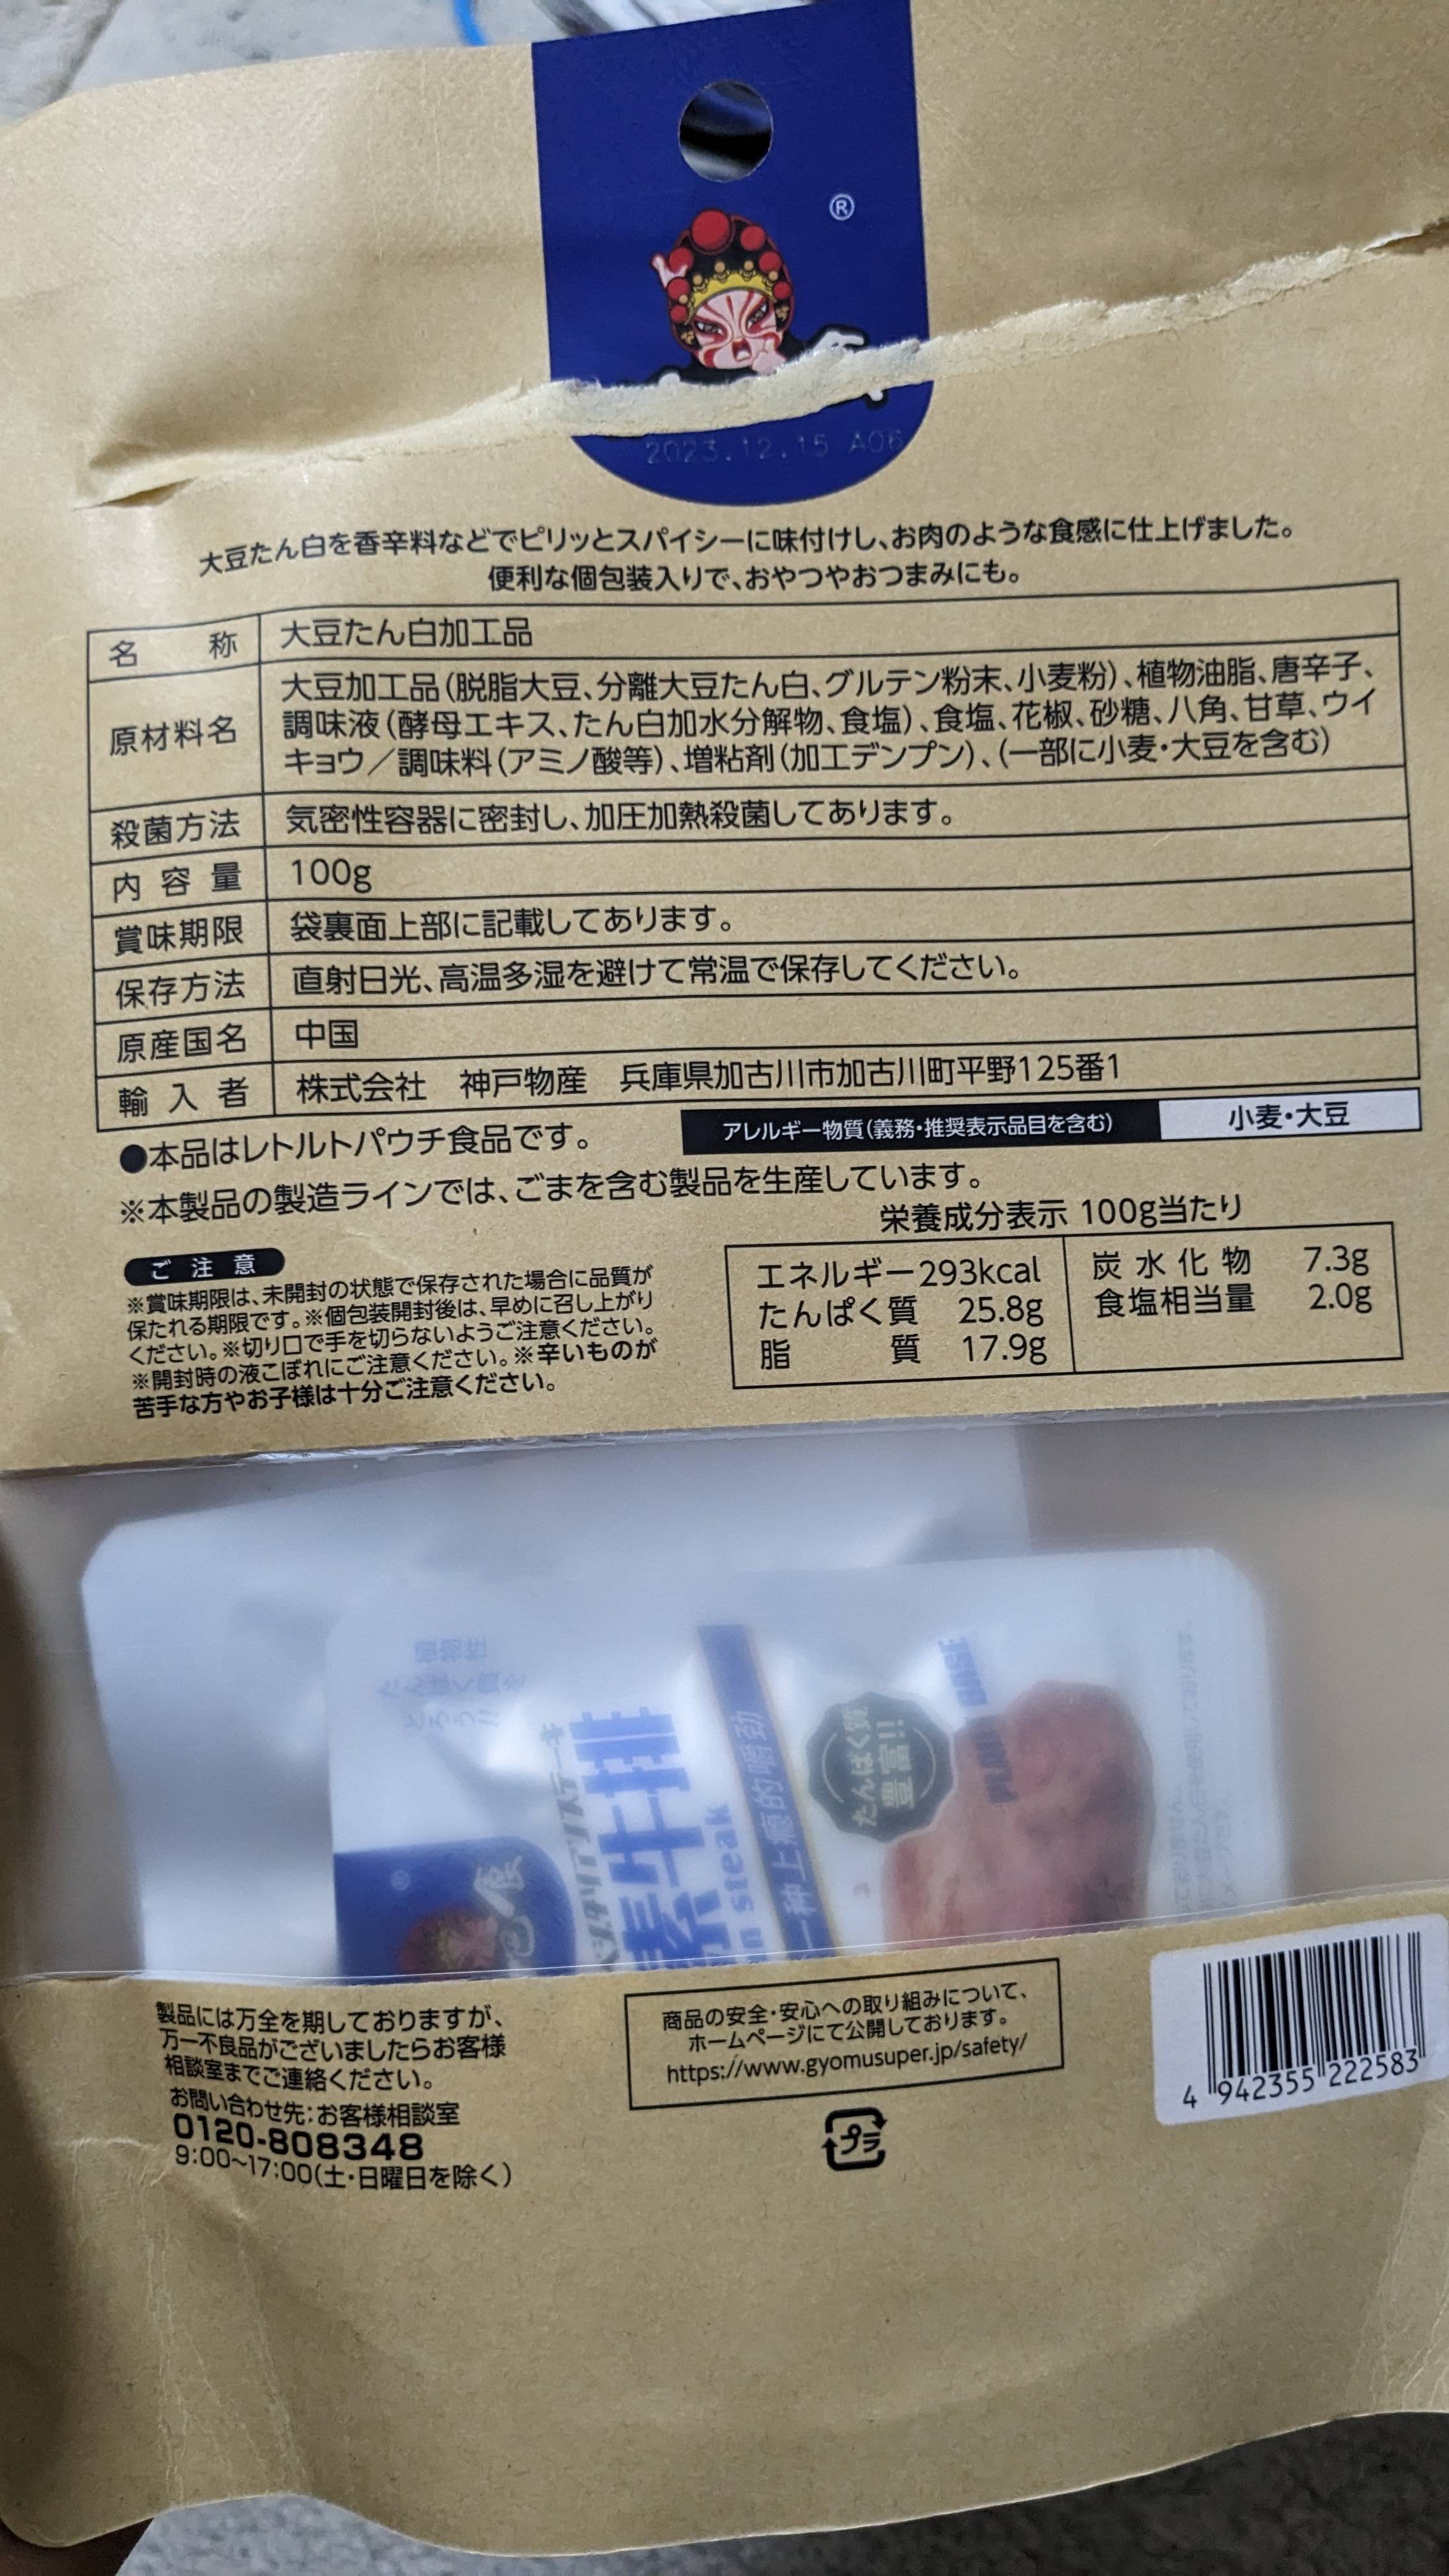 ®
2023.12.15 A06
大豆たん白を香辛料などでピリッとスパイシーに味付けし、お肉のような食感に仕上げました。
便利な個包装入りで、おやつやおつまみにも。
名称 大豆たん白加工品
原材料名 大豆加工品(脱脂大豆、分離大豆たん白、グルテン粉末、小麦粉)、植物油脂、唐辛子、
調味液(酵母エキス、たん白加水分解物、食塩)、食塩、花椒、砂糖、八角、甘草、ウイ
キョウ/調味料(アミノ酸等)、増粘剤(加工デンプン)、(一部に小麦・大豆を含む)
殺菌方法 気密性容器に密封し、加圧加熱殺菌してあります。
内容量 100g
賞味期限 袋裏面上部に記載してあります。
保存方法 直射日光、高温多湿を避けて常温で保存してください。
原産国名 中国
輸入者 株式会社 神戸物産 兵庫県加古川市加古川町平野125番1
●本品はレトルトパウチ食品です。
アレルギー物質(義務・推奨表示品目を含む) 小麦・大豆
※本製品の製造ラインでは、ごまを含む製品を生産しています。
ご注意
※賞味期限は、未開封の状態で保存された場合に品質が
保たれる期限です。※個包装開封後は、早めに召し上がり
ください。※切り口で手を切らないようご注意ください。
※開封時の液こぼれにご注意ください。※辛いものが
苦手な方やお子様は十分ご注意ください。
栄養成分表示 100g当たり
エネルギー 293kcal 炭水化物 7.3g
たんぱく質 25.8g 食塩相当量 2.0g
脂質 17.9g
植物性
たんぱく質を
とろう!!
素牛排
steak
一种上瘾的嚼劲
たんぱく質
豊富!!
PLANT BASE
製品には万全を期しておりますが、
万一不良品がございましたらお客様
相談室までご連絡ください。
お問い合わせ先:お客様相談室
0120-808348
9:00~17:00(土・日曜日を除く)
商品の安全・安心への取り組みについて、
ホームページにて公開しております。
https://www.gyomusuper.jp/safety/
プラ
4 942355 222583